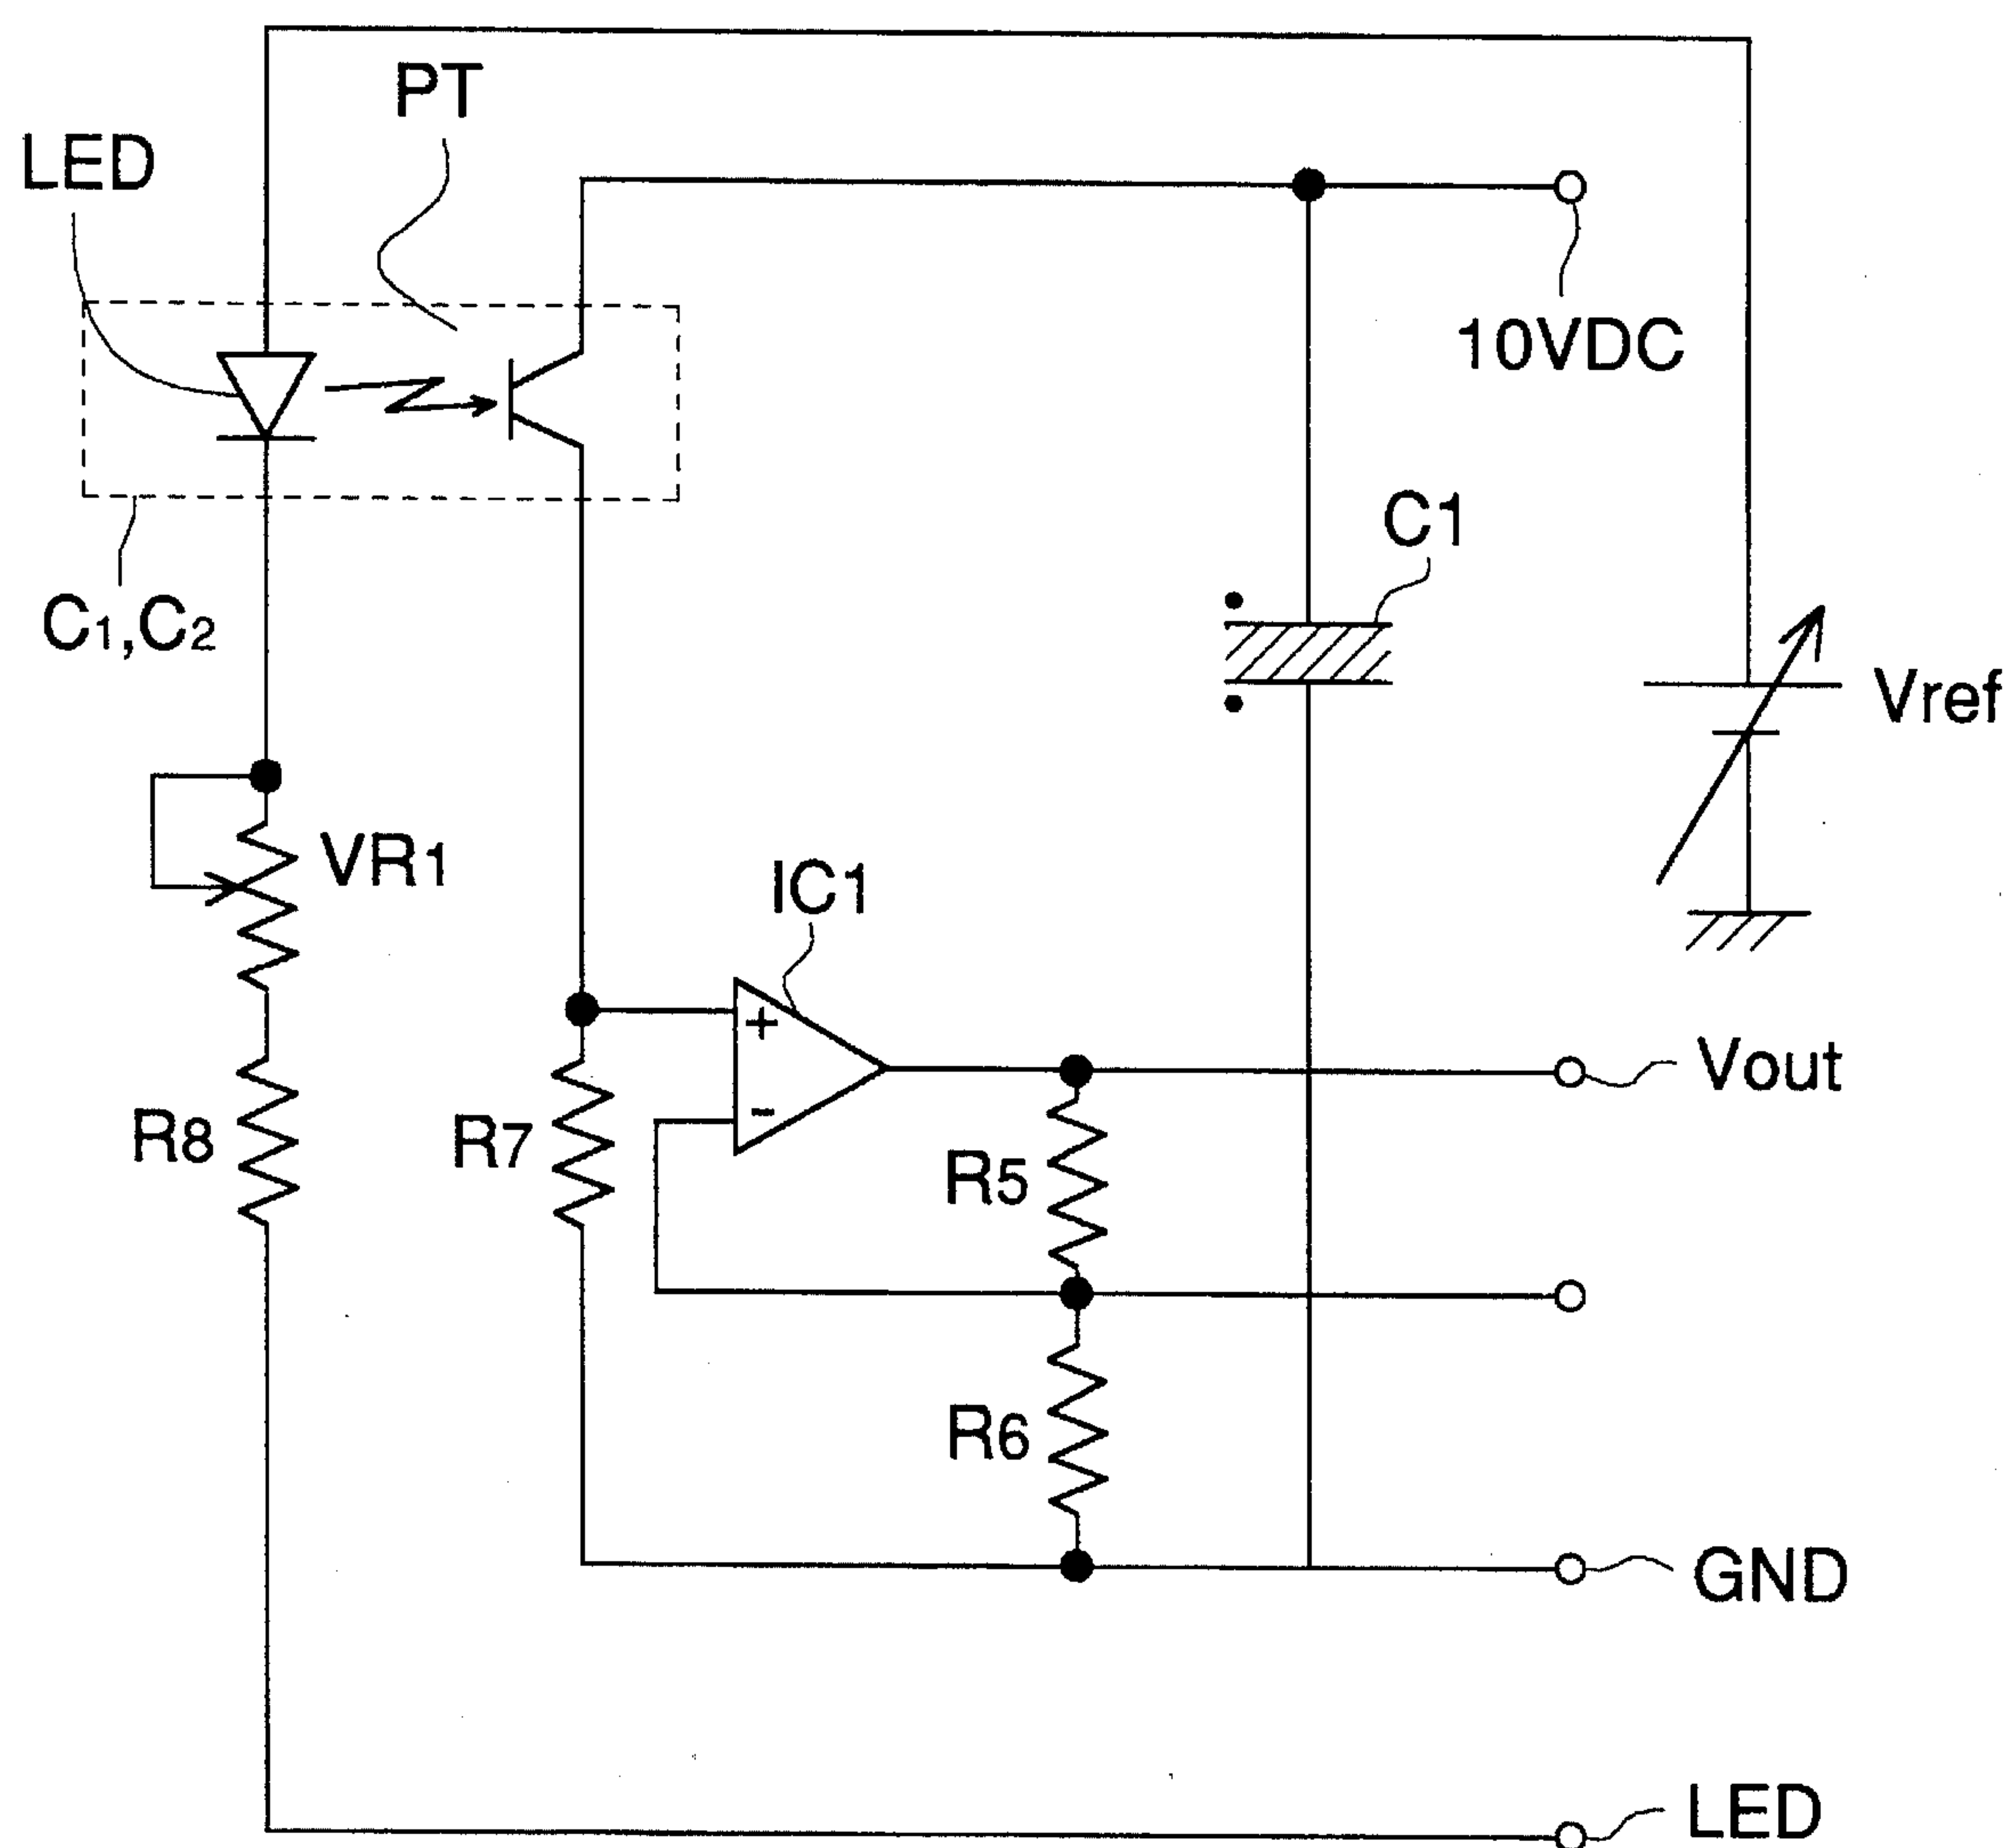 PT
LED
10VDC
C1
C1,C2
Vref
VR1
IC1
+
Vout
-
R8
R7
R5
R6
GND
LED